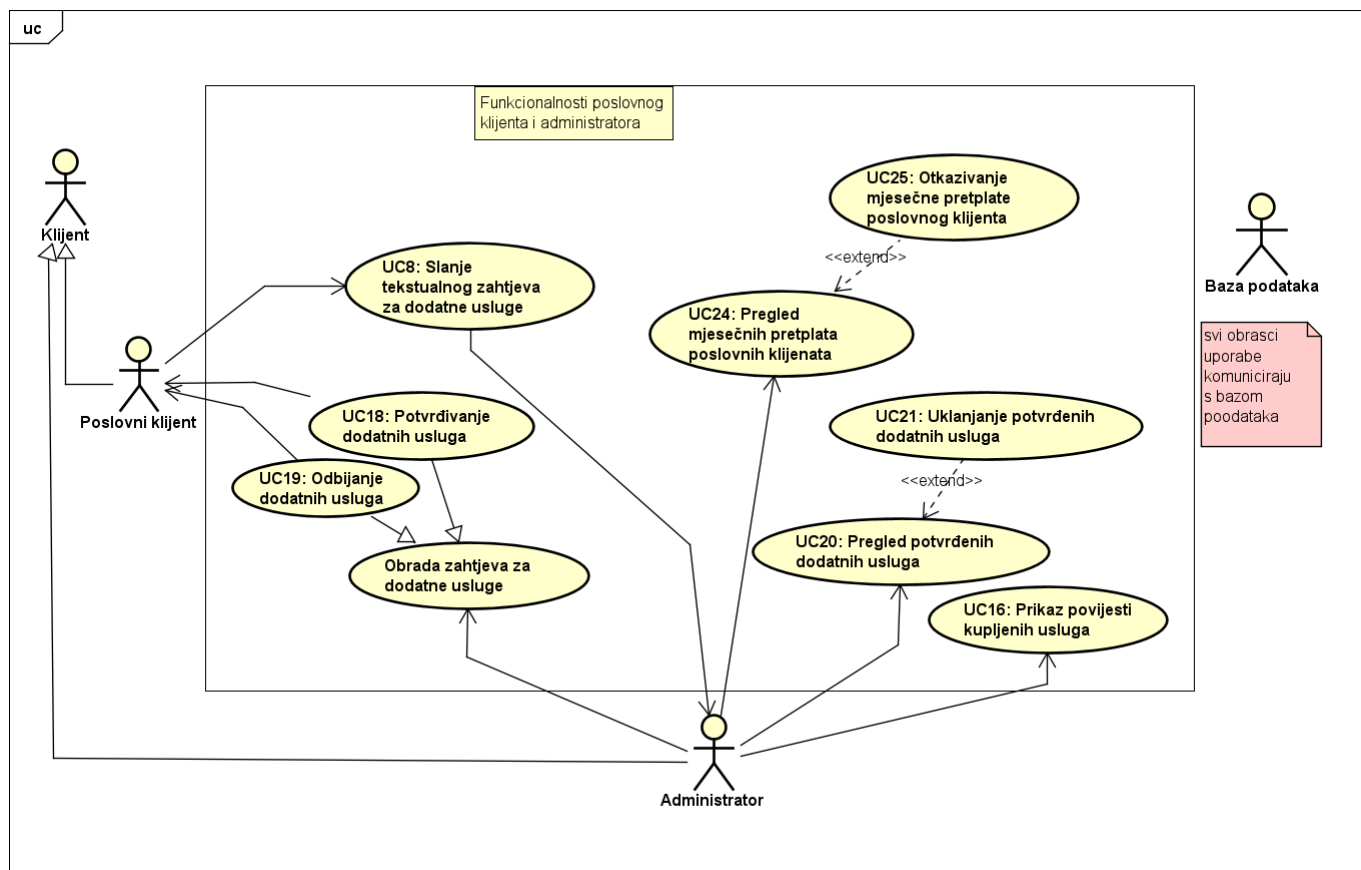 uc
Funkcionalnosti poslovnog
klijenta i administratora
Klijent
UC25: Otkazivanje
mjesečne pretplate
poslovnog klijenta
<<extend>>
Baza podataka
UC8: Slanje
tekstualnog zahtjeva
za dodatne usluge
UC24: Pregled
mjesečnih pretplata
poslovnih klijenata
svi obrasci
uporabe
komuniciraju
s bazom
poodataka
Poslovni klijent
UC18: Potvrđivanje
dodatnih usluga
UC21: Uklanjanje potvrđenih
dodatnih usluga
UC19: Odbijanje
dodatnih usluga
<<extend>>
UC20: Pregled potvrđenih
dodatnih usluga
Obrada zahtjeva za
dodatne usluge
UC16: Prikaz povijesti
kupljenih usluga
Administrator